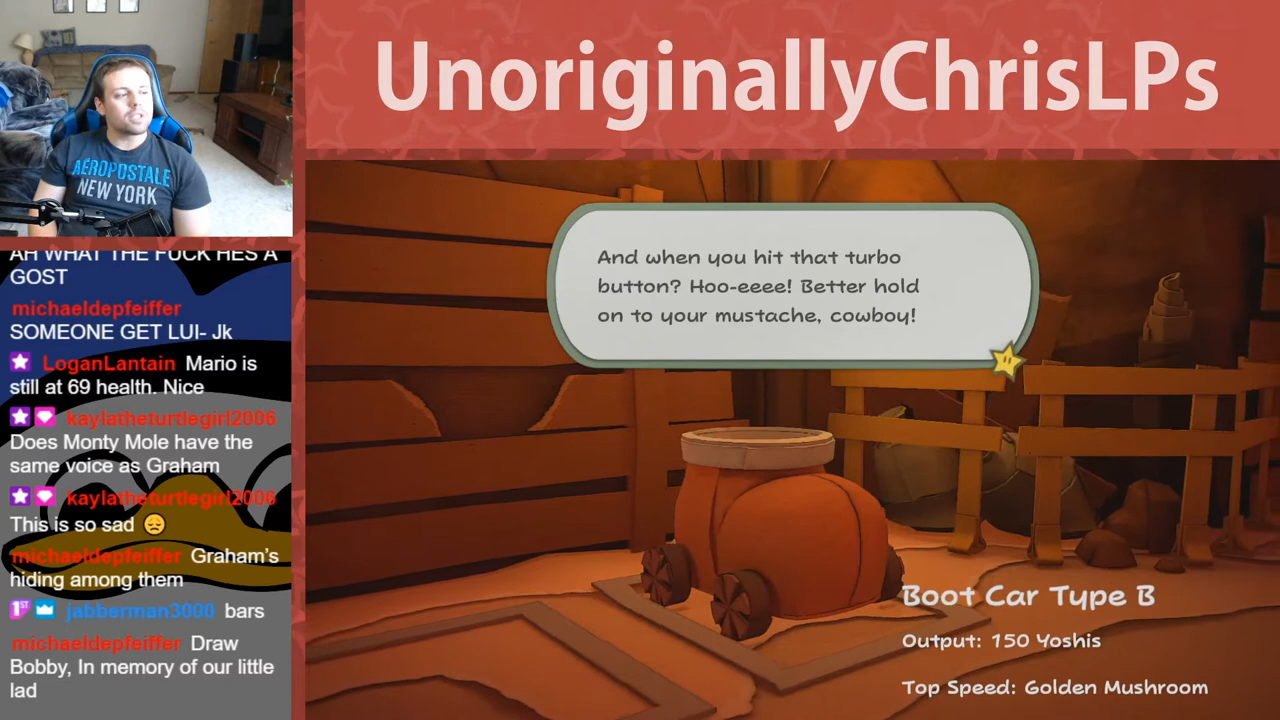 UnoriginallyChrisLPs
AÉROPOSTALE
NEW YORK
AH WHAT THE FUCK HES A
GOST
michaeldepfeiffer
SOMEONE GET LUI- Jk
LoganLantain Mario is
still at 69 health. Nice
kaylatheturtlegirl2006
Does Monty Mole have the
same voice as Graham
kaylatheturtlegirl2006
This is so sad 😞
michaeldepfeiffer Graham's
hiding among them
1ST jabberman3000 bars
michaeldepfeiffer Draw
Bobby, In memory of our little
lad
And when you hit that turbo
button? Hoo-eeee! Better hold
on to your mustache, cowboy!
Boot Car Type B
Output: 150 Yoshis
Top Speed: Golden Mushroom